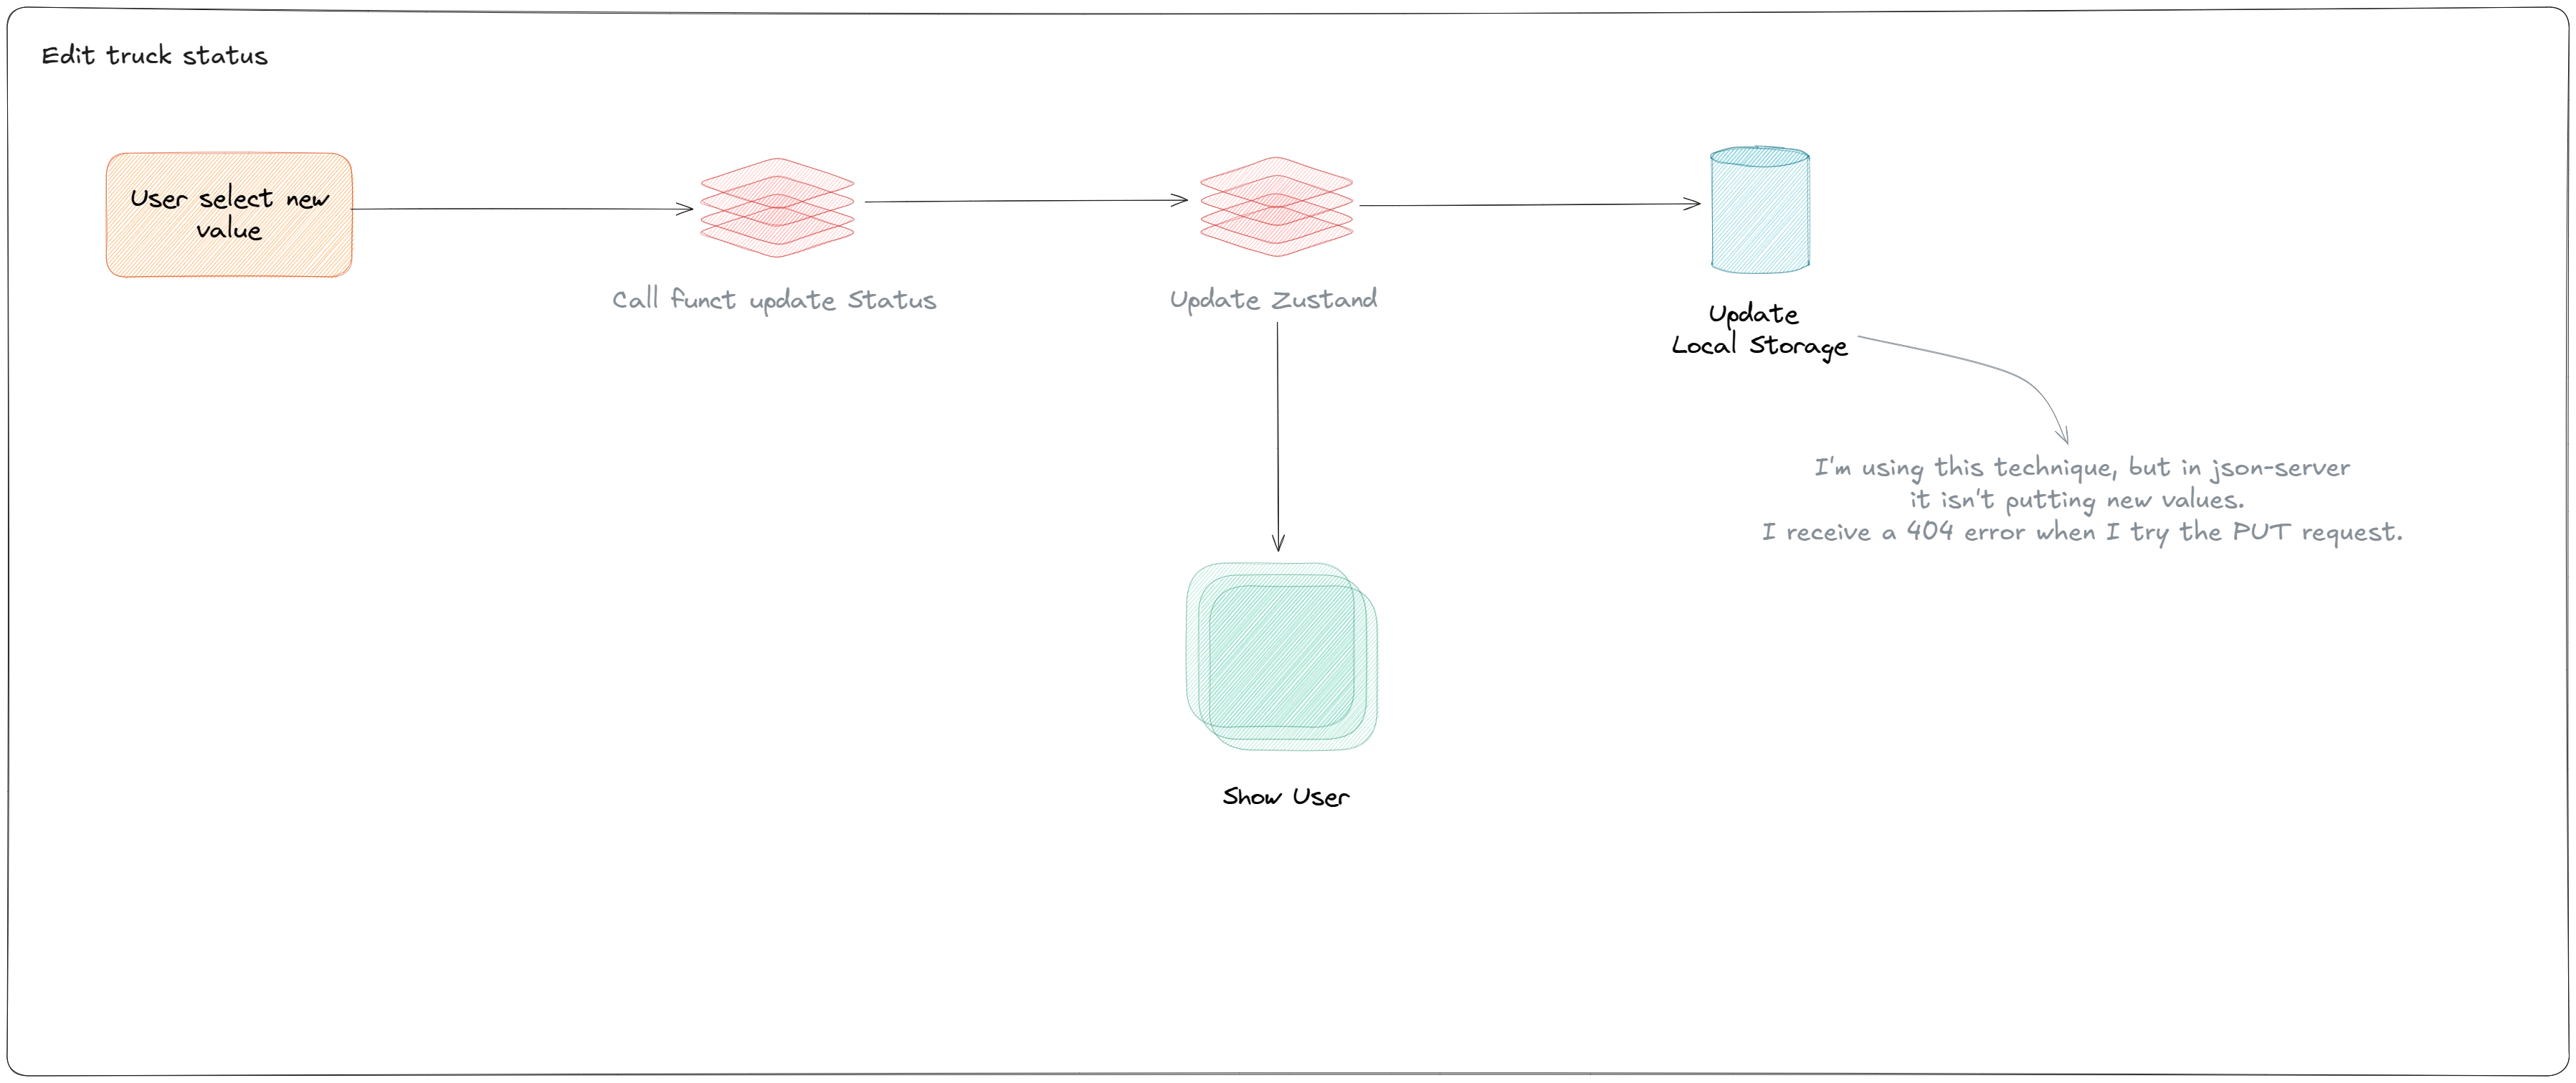 Edit truck status
User select new
value
Call funct update Status
Update Zustand
Update
Local Storage
I'm using this technique, but in json-server
it isn't putting new values.
I receive a 404 error when I try the PUT request.
Show User